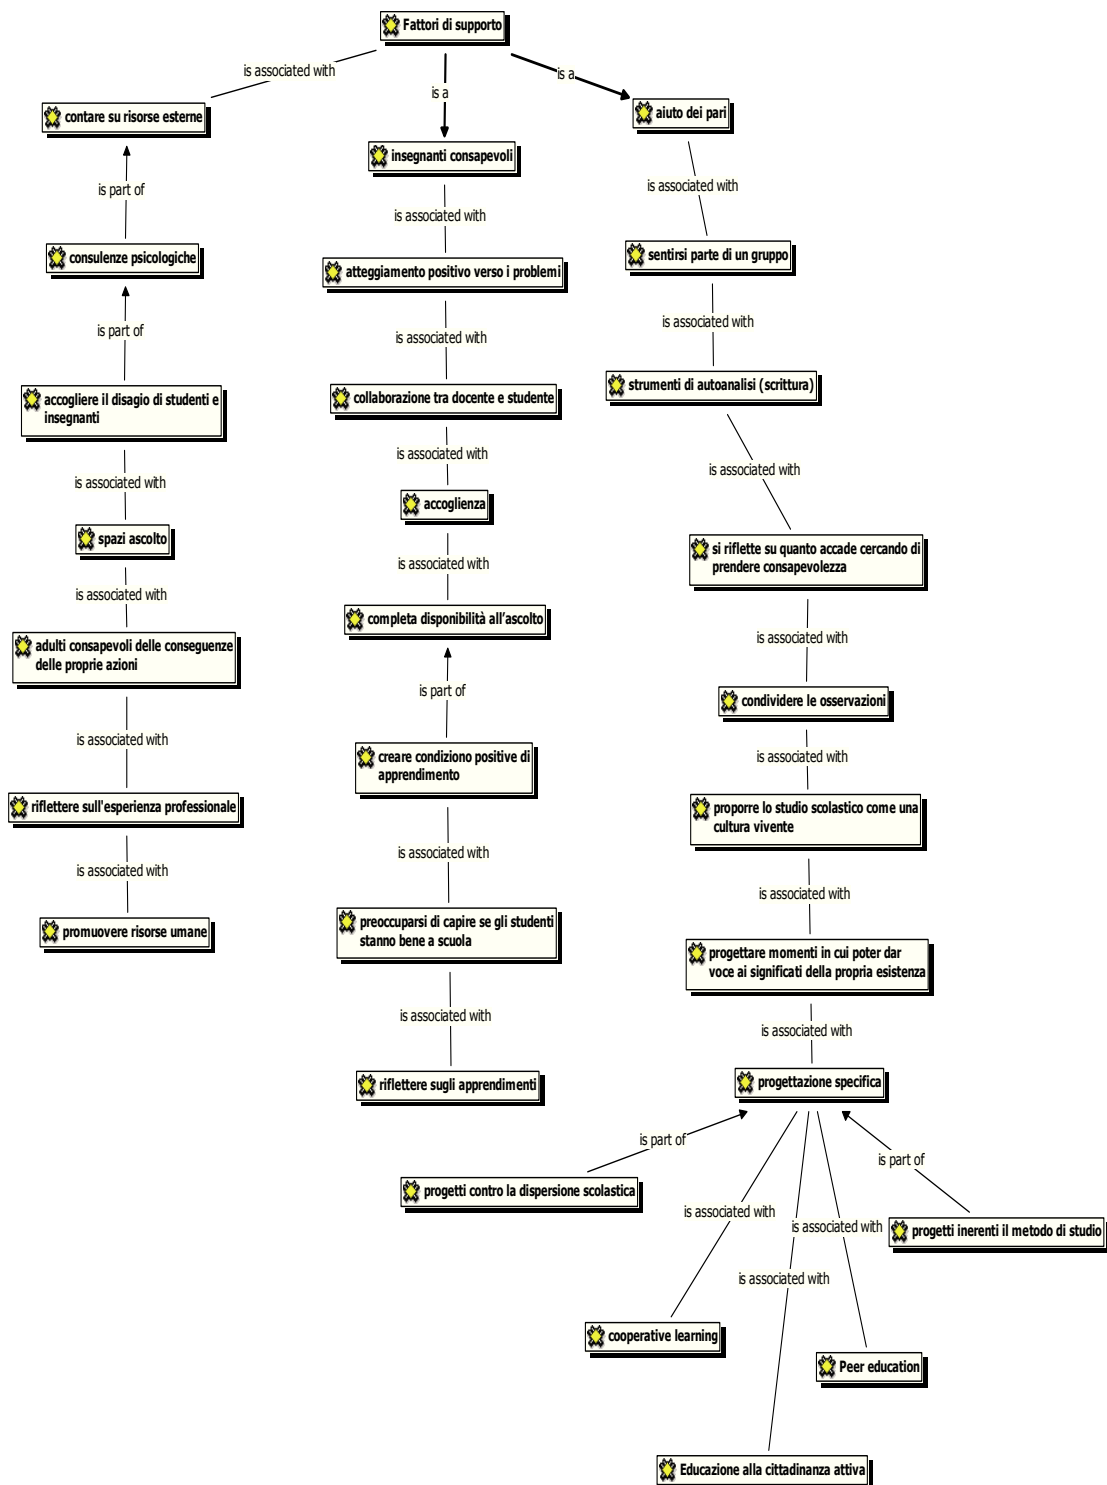 Fattori di supporto
is associated with
is a
is a
contare su risorse esterne
insegnanti consapevoli
aiuto dei pari
is part of
is associated with
is associated with
consulenze psicologiche
atteggiamento positivo verso i problemi
sentirsi parte di un gruppo
is part of
is associated with
is associated with
accogliere il disagio di studenti e
insegnanti
collaborazione tra docente e studente
strumenti di autoanalisi (scrittura)
is associated with
is associated with
is associated with
spazi ascolto
accoglienza
si riflette su quanto accade cercando di
prendere consapevolezza
is associated with
is associated with
is associated with
adulti consapevoli delle conseguenze
delle proprie azioni
completa disponibilità all'ascolto
condividere le osservazioni
is associated with
is part of
is associated with
riflettere sull'esperienza professionale
creare condiziono positive di
apprendimento
proporre lo studio scolastico come una
cultura vivente
is associated with
is associated with
is associated with
promuovere risorse umane
preoccuparsi di capire se gli studenti
stanno bene a scuola
progettare momenti in cui poter dar
voce ai significati della propria esistenza
is associated with
is associated with
riflettere sugli apprendimenti
progettazione specifica
is part of
is part of
progetti contro la dispersione scolastica
is associated with
is associated with
progetti inerenti il metodo di studio
is associated with
cooperative learning
Peer education
Educazione alla cittadinanza attiva